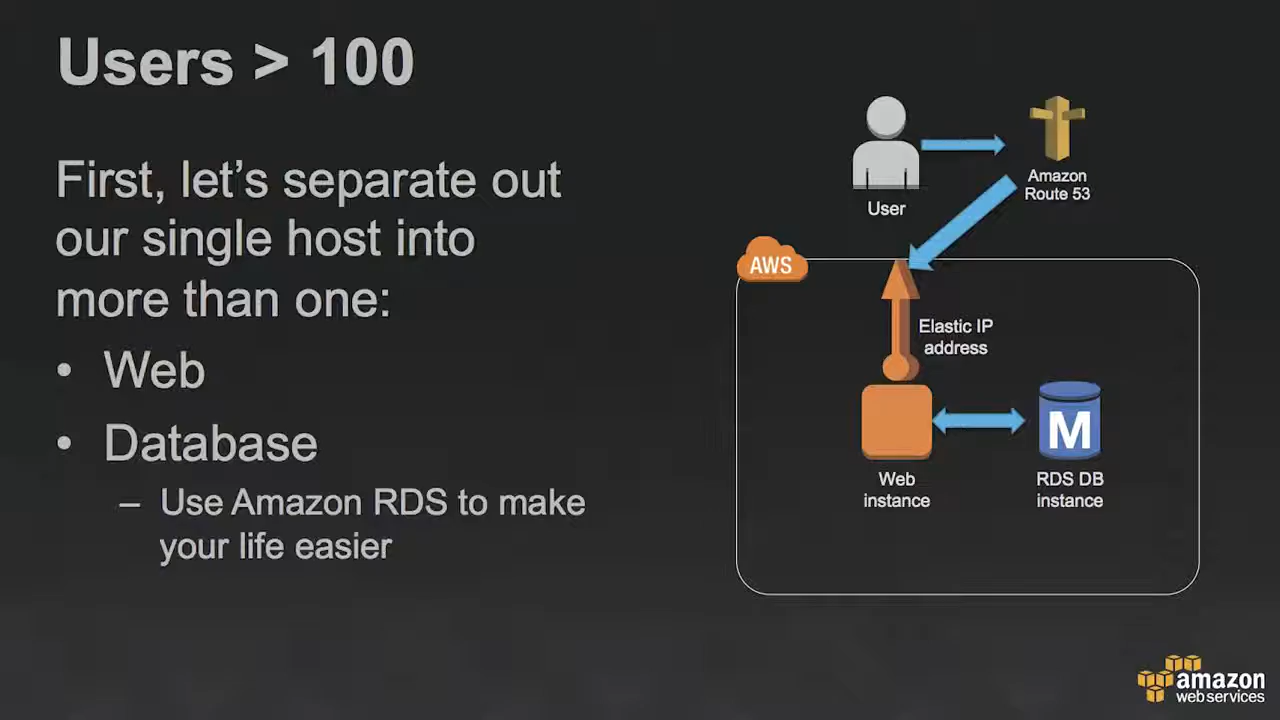 Users > 100
First, let's separate out
our single host into
more than one:
• Web
• Database
– Use Amazon RDS to make
your life easier
User
Amazon
Route 53
AWS
Elastic IP
address
Web
instance
M
RDS DB
instance
amazon
web services